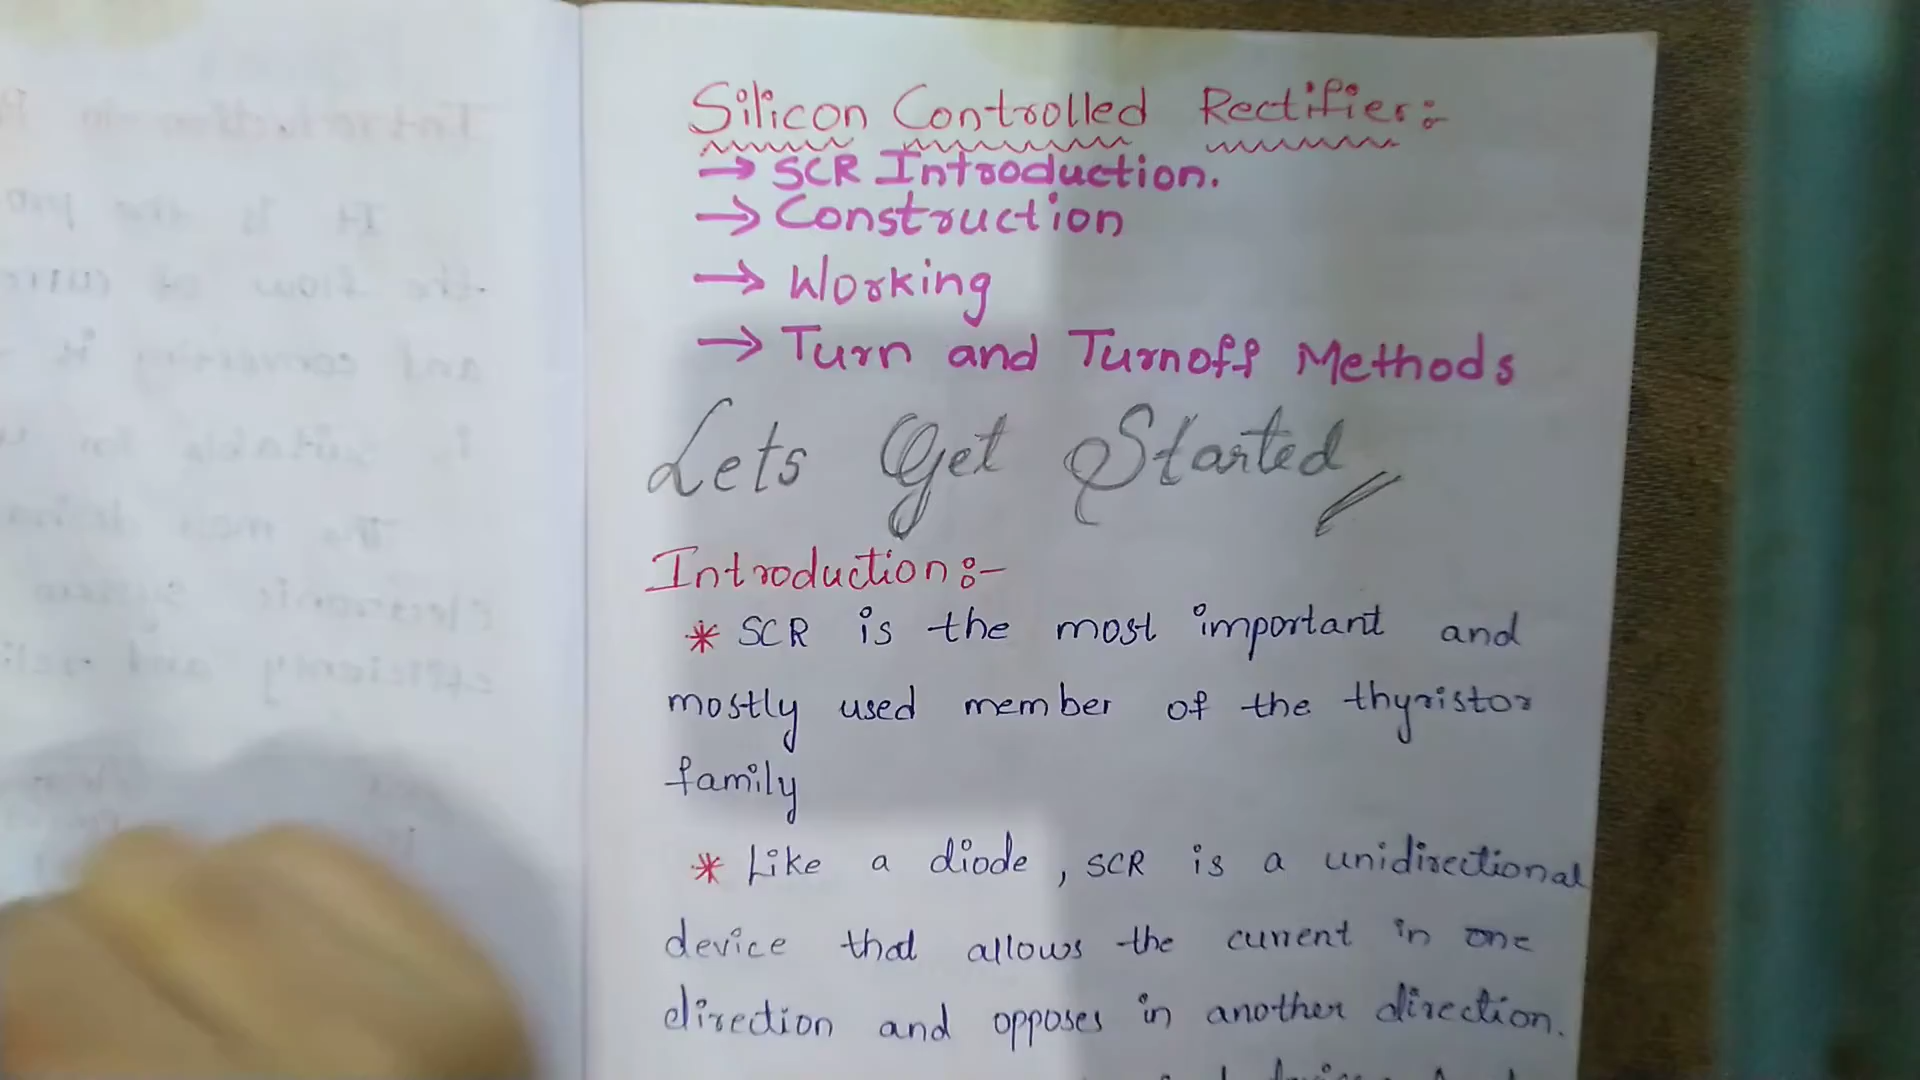 Silicon Controlled Rectifier:-
→ SCR Introduction.
→ Construction
→ Working
→ Turn and Turnoff Methods
Lets Get Started
Introduction:-
* SCR is the most important and
mostly used member of the thyristor
family
* Like a diode, SCR is a unidirectional
device that allows the current in one
direction and opposes in another direction.